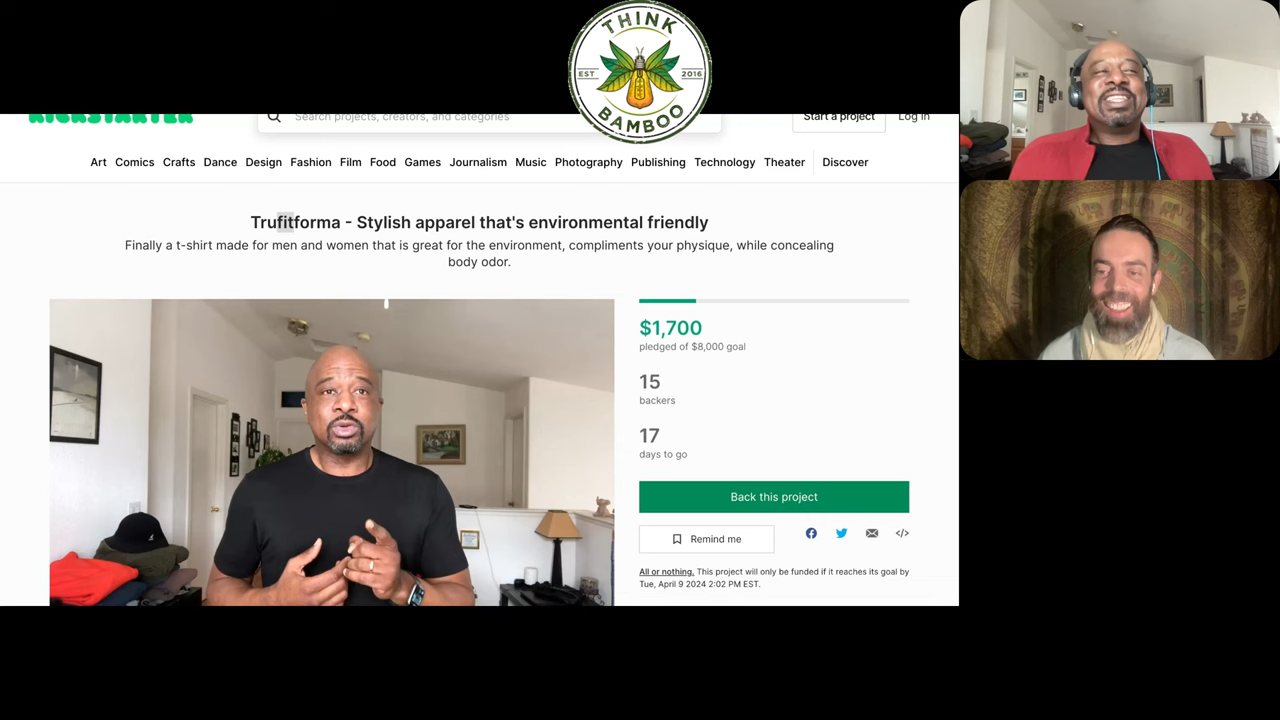 THINK
EST
2016
BAMBOO
KICKSTARTER
Search projects, creators, and categories
Start a project
Log in
Art Comics Crafts Dance Design Fashion Film Food Games Journalism Music Photography Publishing Technology Theater Discover
Trufitforma - Stylish apparel that's environmental friendly
Finally a t-shirt made for men and women that is great for the environment, compliments your physique, while concealing
body odor.
$1,700
pledged of $8,000 goal
15
backers
17
days to go
Back this project
Remind me
</>
All or nothing. This project will only be funded if it reaches its goal by
Tue, April 9 2024 2:02 PM EST.